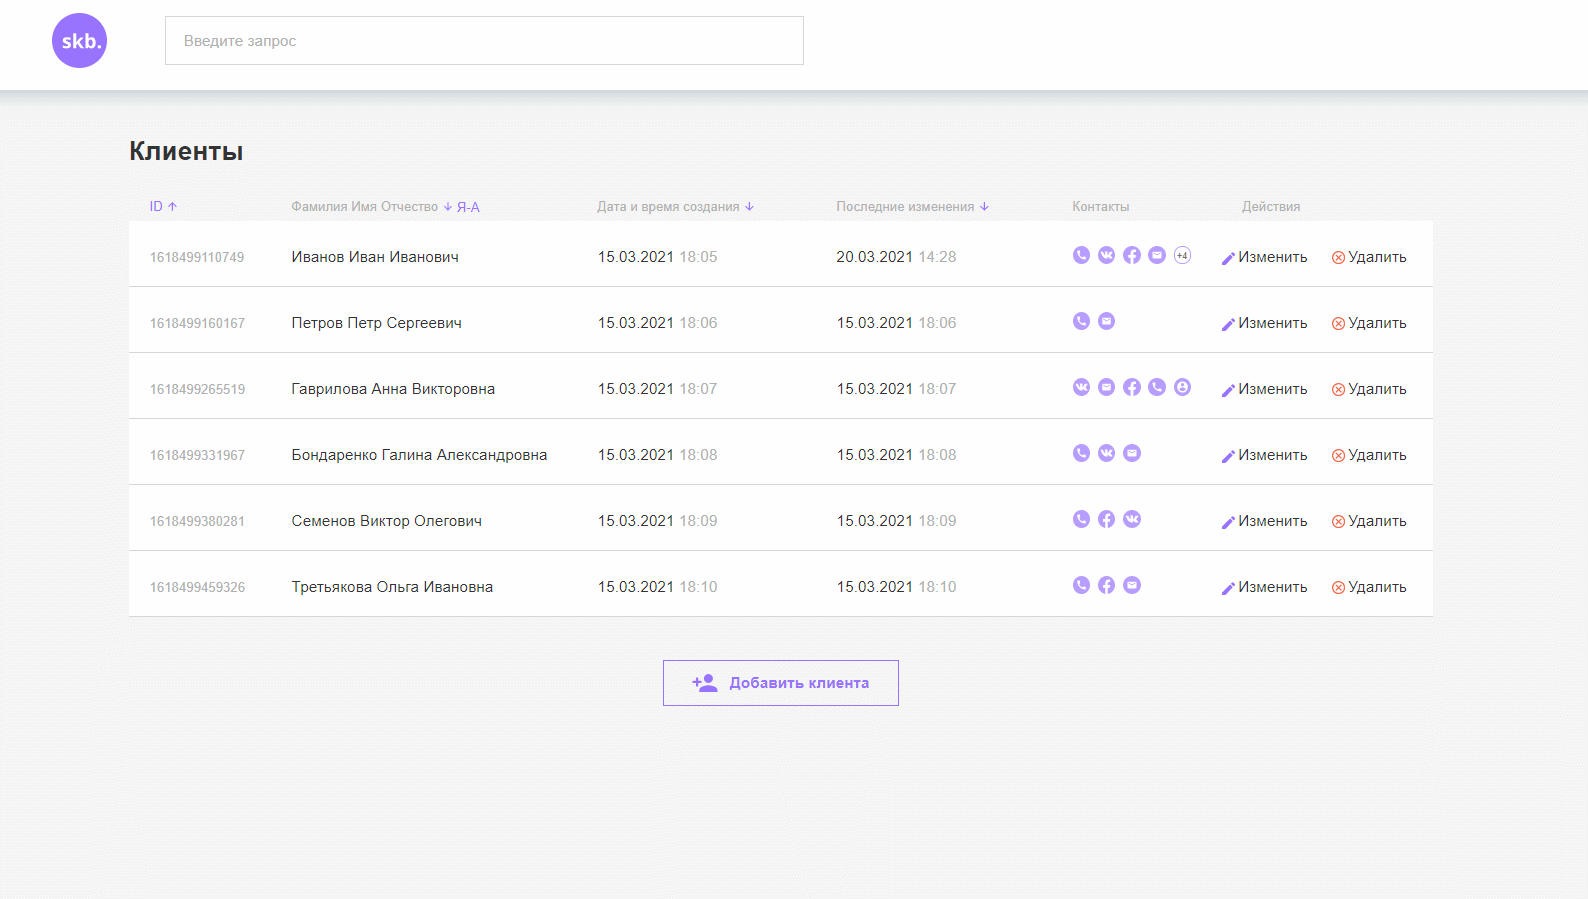 skb. Введите запрос
Клиенты
ID Фамилия Имя Отчество Я-А Дата и время создания Последние изменения Контакты Действия
1618499110749 Иванов Иван Иванович 15.03.2021 18:05 20.03.2021 14:28 +4 Изменить Удалить
1618499160167 Петров Петр Сергеевич 15.03.2021 18:06 15.03.2021 18:06 Изменить Удалить
1618499265519 Гаврилова Анна Викторовна 15.03.2021 18:07 15.03.2021 18:07 Изменить Удалить
1618499331967 Бондаренко Галина Александровна 15.03.2021 18:08 15.03.2021 18:08 Изменить Удалить
1618499380281 Семенов Виктор Олегович 15.03.2021 18:09 15.03.2021 18:09 Изменить Удалить
1618499459326 Третьякова Ольга Ивановна 15.03.2021 18:10 15.03.2021 18:10 Изменить Удалить
Добавить клиента